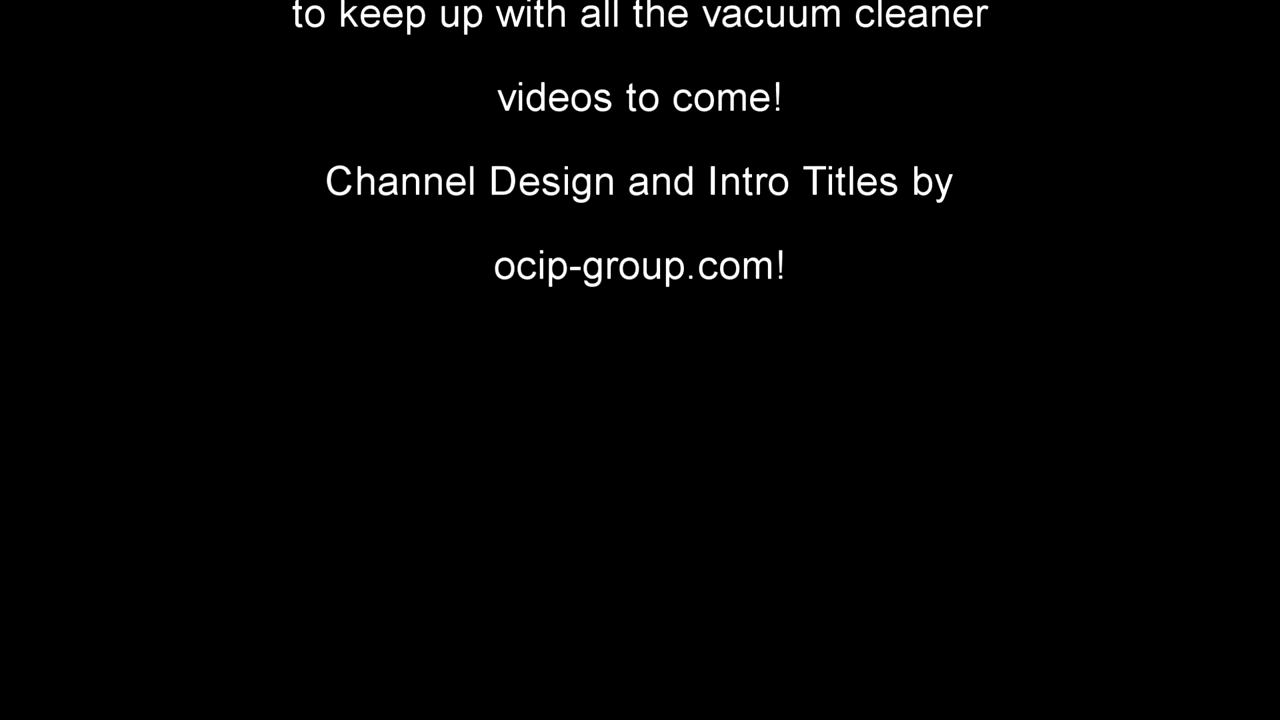 to keep up with all the vacuum cleaner
videos to come!
Channel Design and Intro Titles by
ocip-group.com!